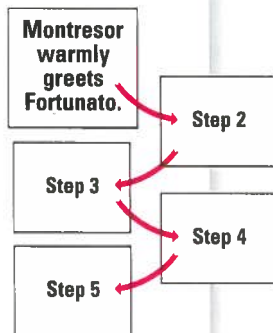 Montresor
warmly
greets
Fortunato.
Step 2
Step 3
Step 4
Step 5